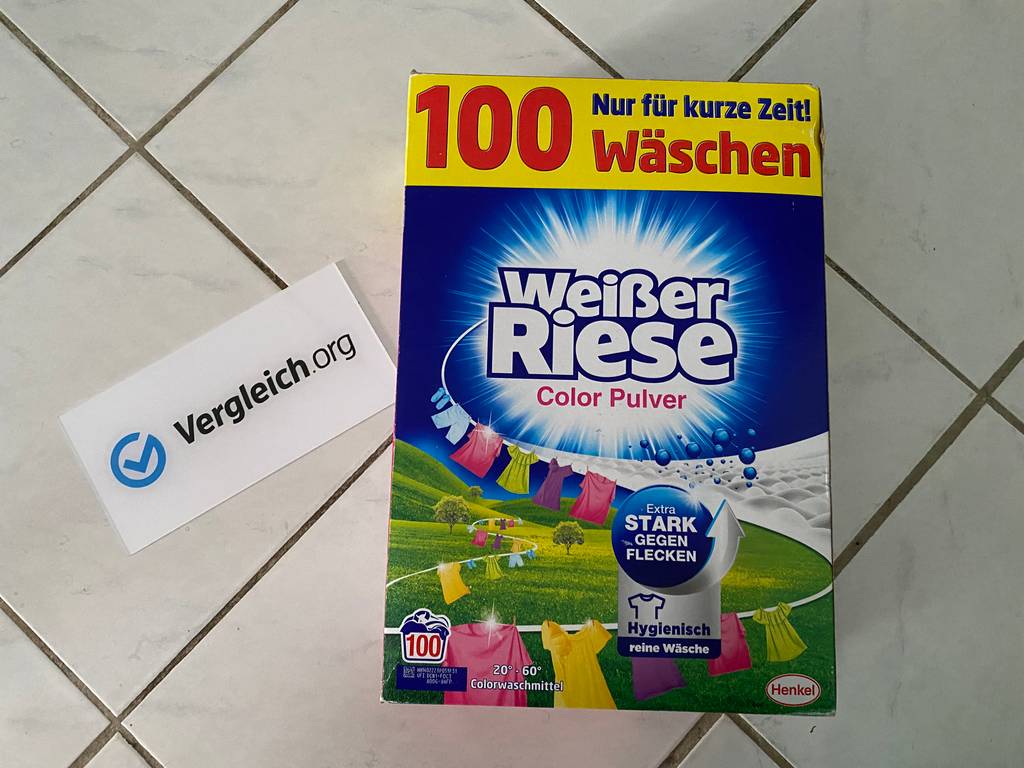 100 Nur für kurze Zeit!
Wäschen
Weißer
Riese
Color Pulver
Vergleich.org
Extra
STARK
GEGEN
FLECKEN
Hygienisch
reine Wäsche
100
20° - 60°
Colorwaschmittel
Henkel